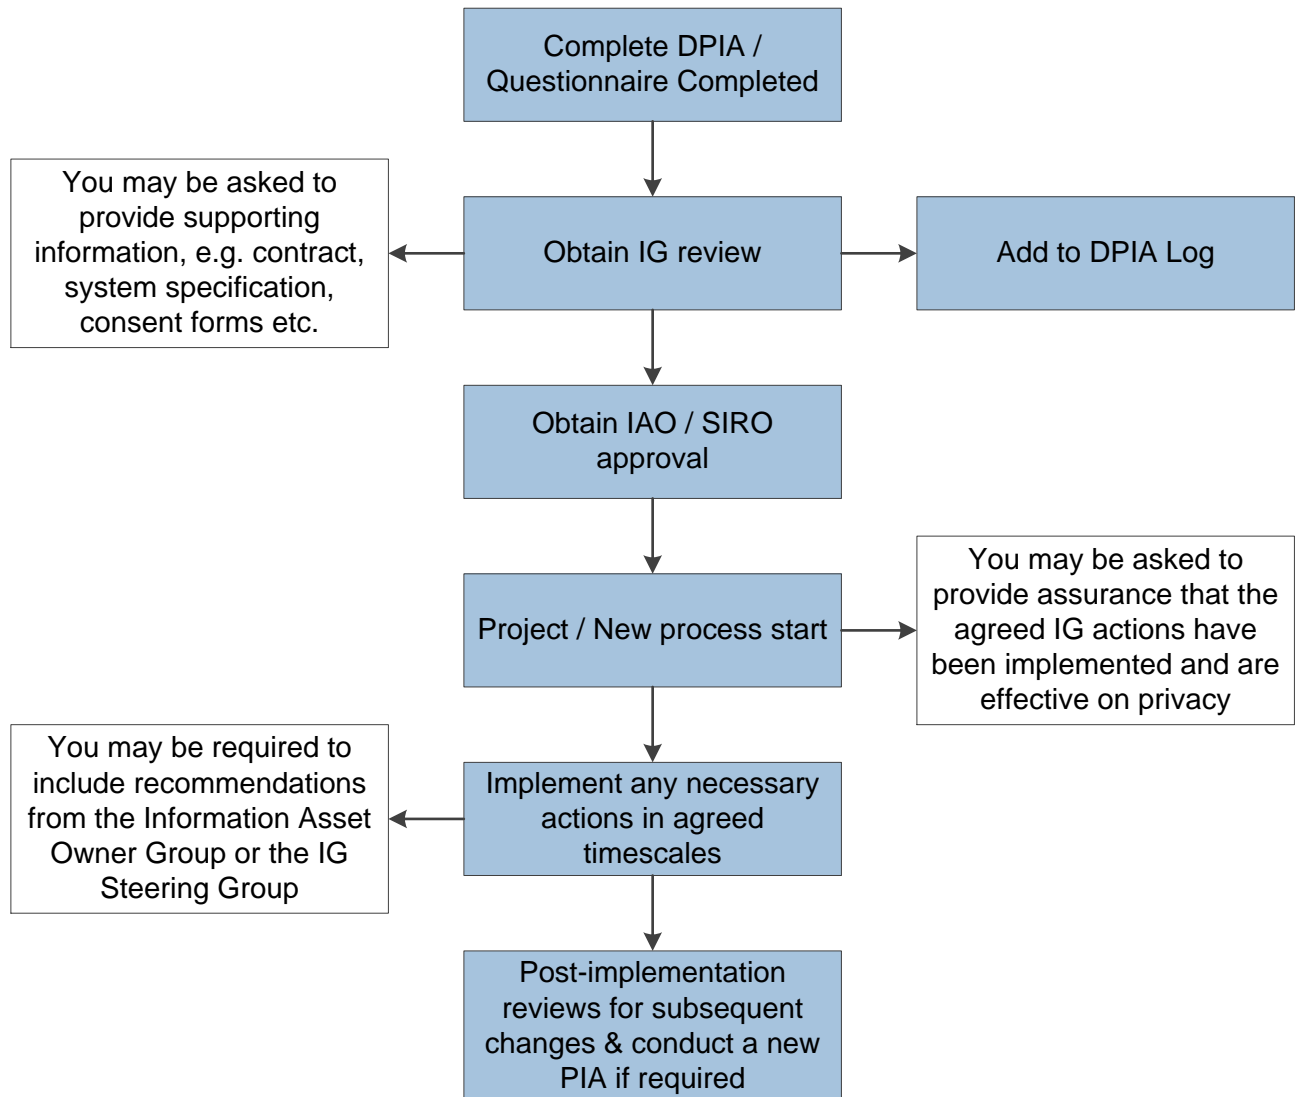 Complete DPIA /
Questionnaire Completed
You may be asked to
provide supporting
information, e.g. contract,
system specification,
consent forms etc.
Obtain IG review
Add to DPIA Log
Obtain IAO / SIRO
approval
Project / New process start
You may be asked to
provide assurance that the
agreed IG actions have
been implemented and are
effective on privacy
You may be required to
include recommendations
from the Information Asset
Owner Group or the IG
Steering Group
Implement any necessary
actions in agreed
timescales
Post-implementation
reviews for subsequent
changes & conduct a new
PIA if required